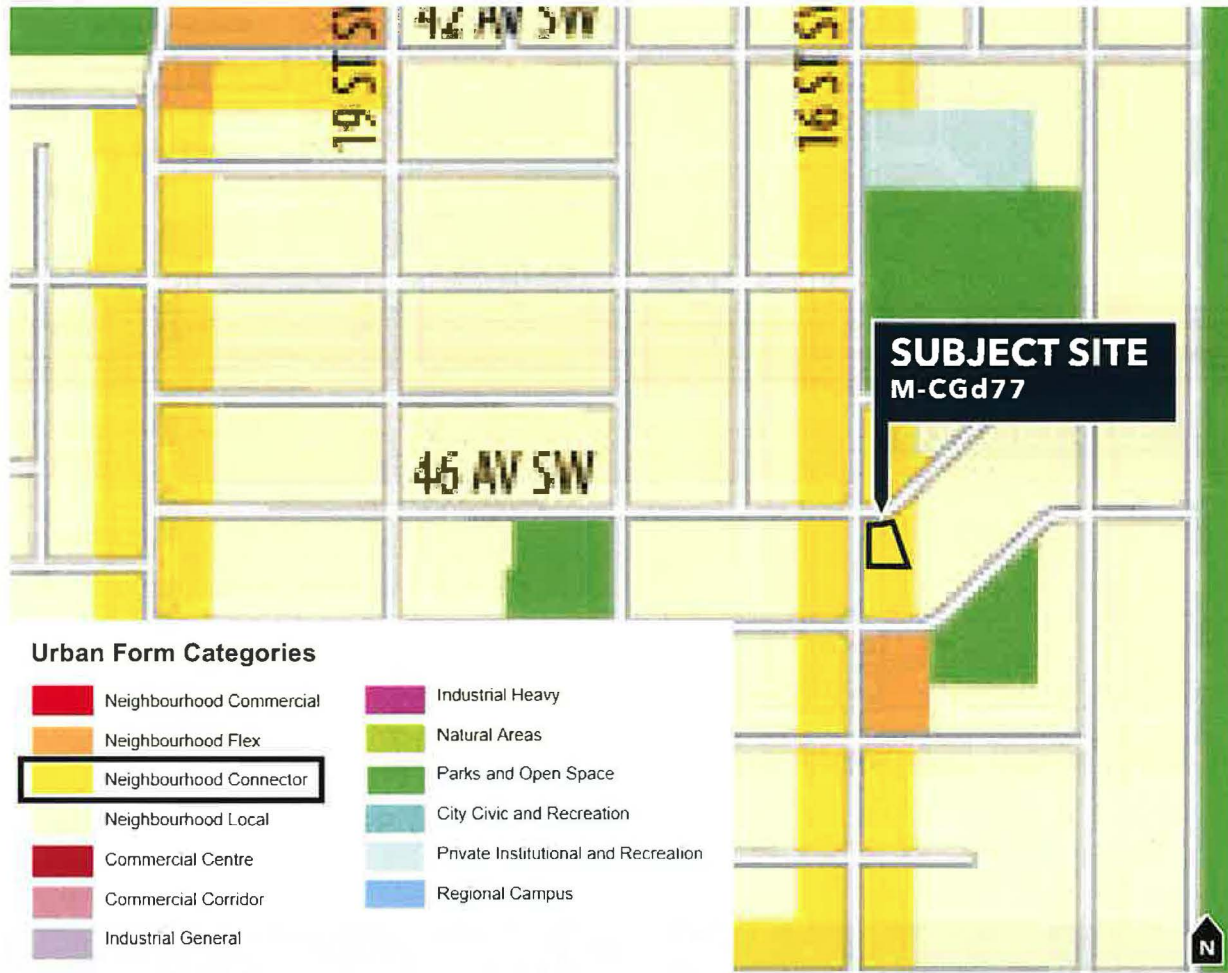 42 AV SW
19 ST SW
16 ST SW
SUBJECT SITE
M-CGd77
46 AV SW
Urban Form Categories
Neighbourhood Commercial
Neighbourhood Flex
Neighbourhood Connector
Neighbourhood Local
Commercial Centre
Commercial Corridor
Industrial General
Industrial Heavy
Natural Areas
Parks and Open Space
City Civic and Recreation
Private Institutional and Recreation
Regional Campus
N